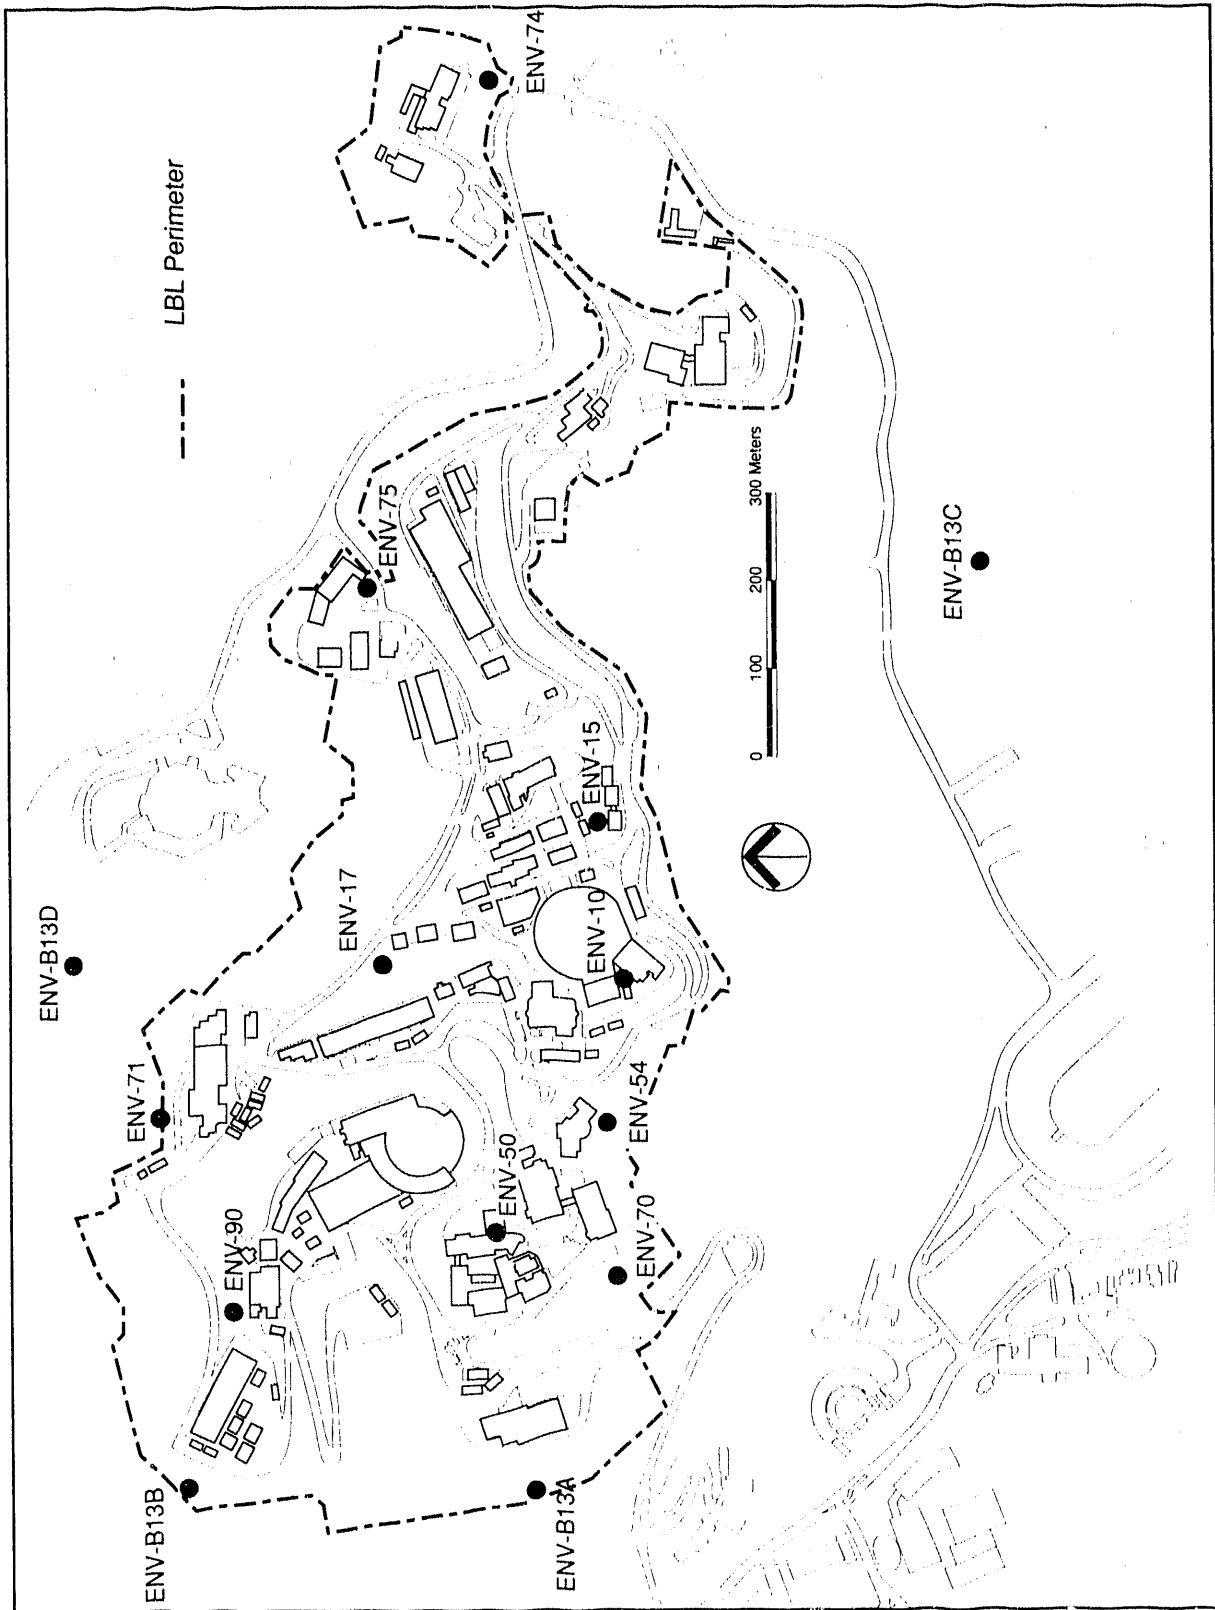 LBL Perimeter
ENV-74
ENV-75
ENV-B13D
ENV-17
ENV-15
ENV-10
ENV-71
ENV-54
ENV-50
ENV-90
ENV-70
ENV-B13B
ENV-B13A
ENV-B13C
0 100 200 300 Meters